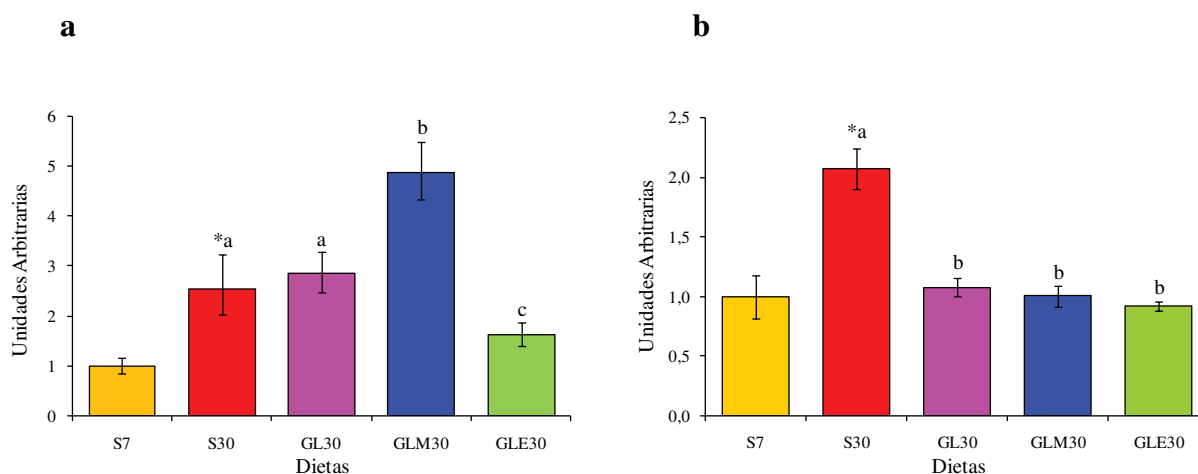 a
Unidades Arbitrarias
6
5
4
3
2
1
0
*a
a
b
c
S7 S30 GL30 GLM30 GLE30
Dietas
b
Unidades Arbitrarias
2,5
2,0
1,5
1,0
0,5
0,0
*a
b
b
b
S7 S30 GL30 GLM30 GLE30
Dietas